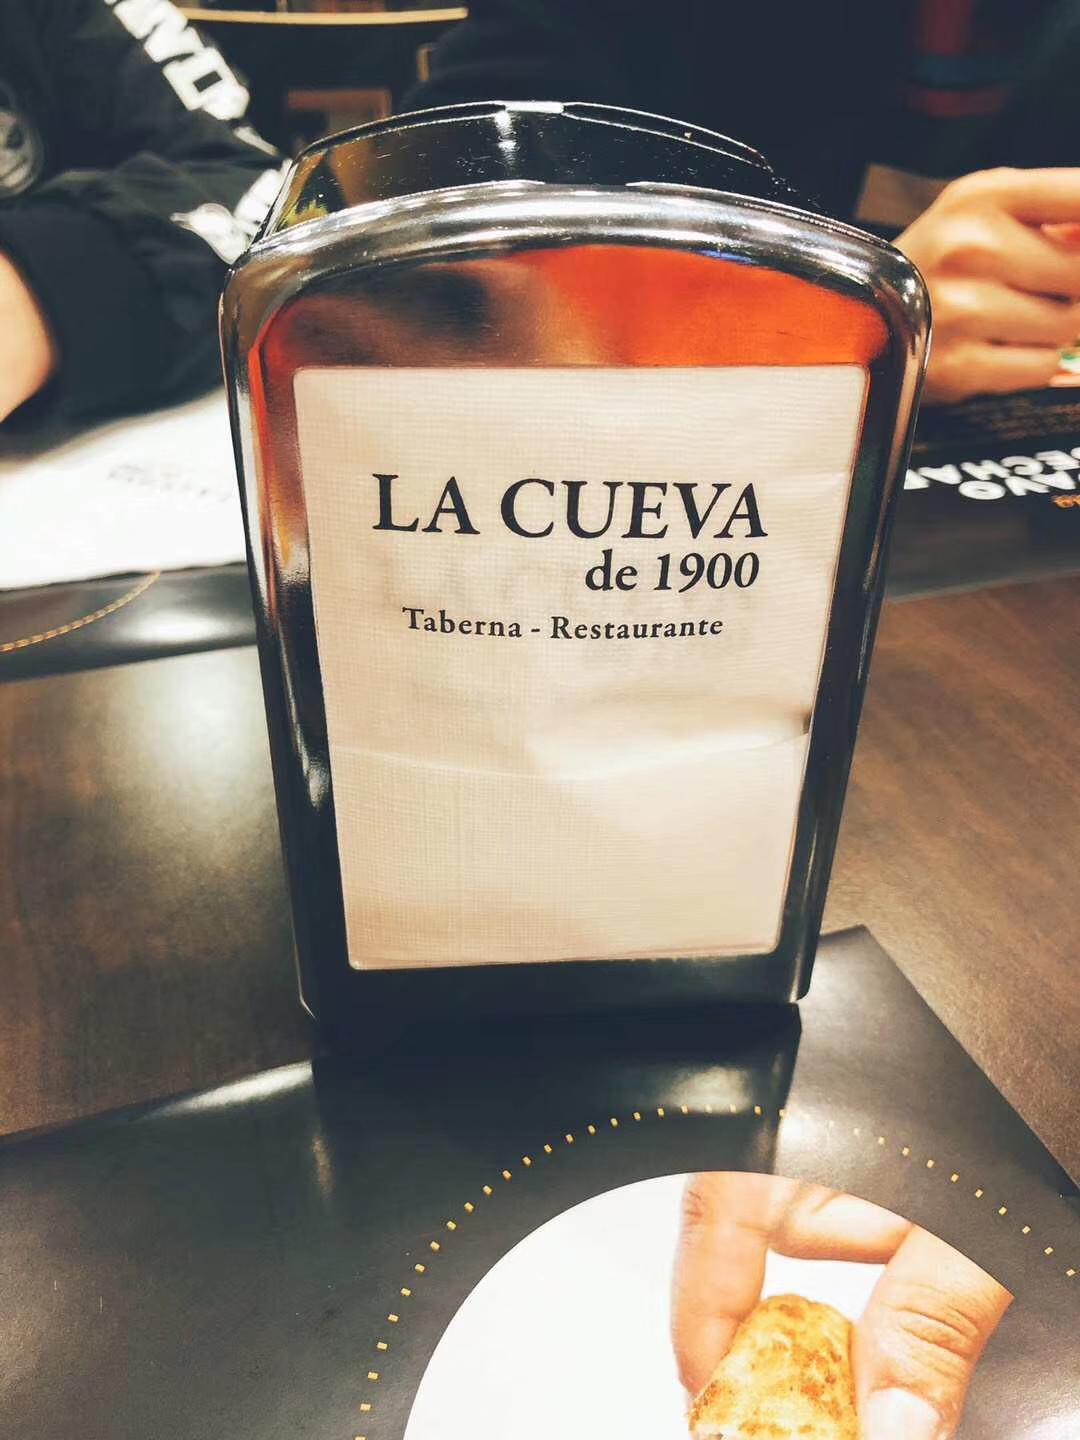 LA CUEVA
de 1900
Taberna - Restaurante